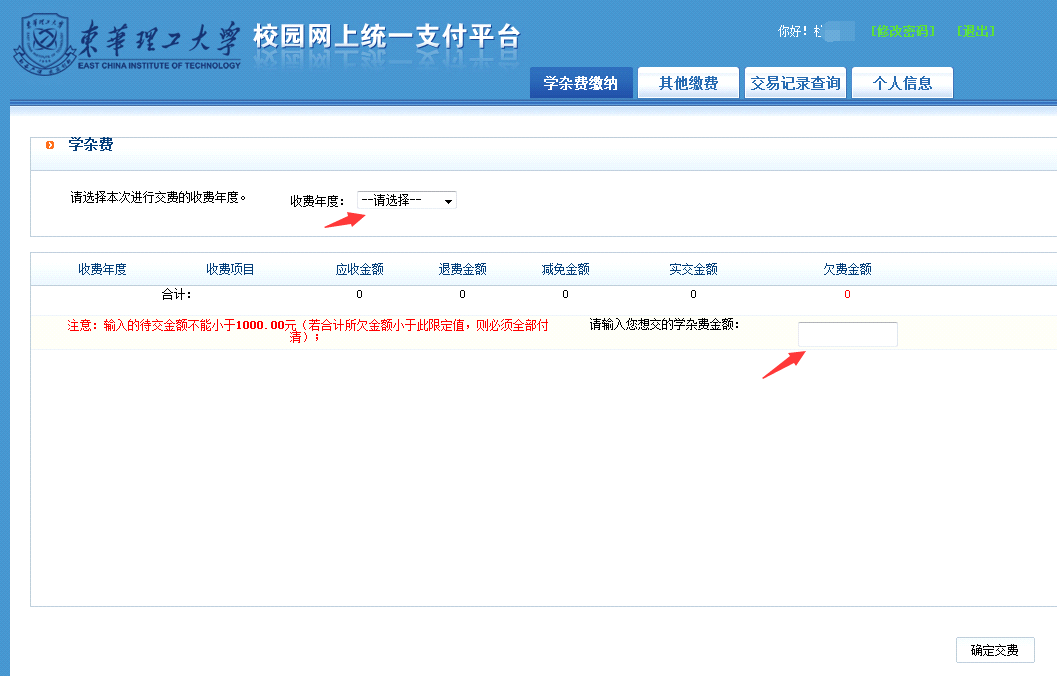 東華理工大学
EAST CHINA INSTITUTE OF TECHNOLOGY
校园网上统一支付平台
你好! [修改密码] [退出]
学杂费缴纳 其他缴费 交易记录查询 个人信息
学杂费
请选择本次进行交费的收费年度。 收费年度: --请选择--
收费年度 收费项目 应收金额 退费金额 减免金额 实交金额 欠费金额
合计: 0 0 0 0 0
注意: 输入的待交金额不能小于1000.00元（若合计所欠金额小于此限定值，则必须全部付
清）; 请输入您想交的学杂费金额:
确定交费